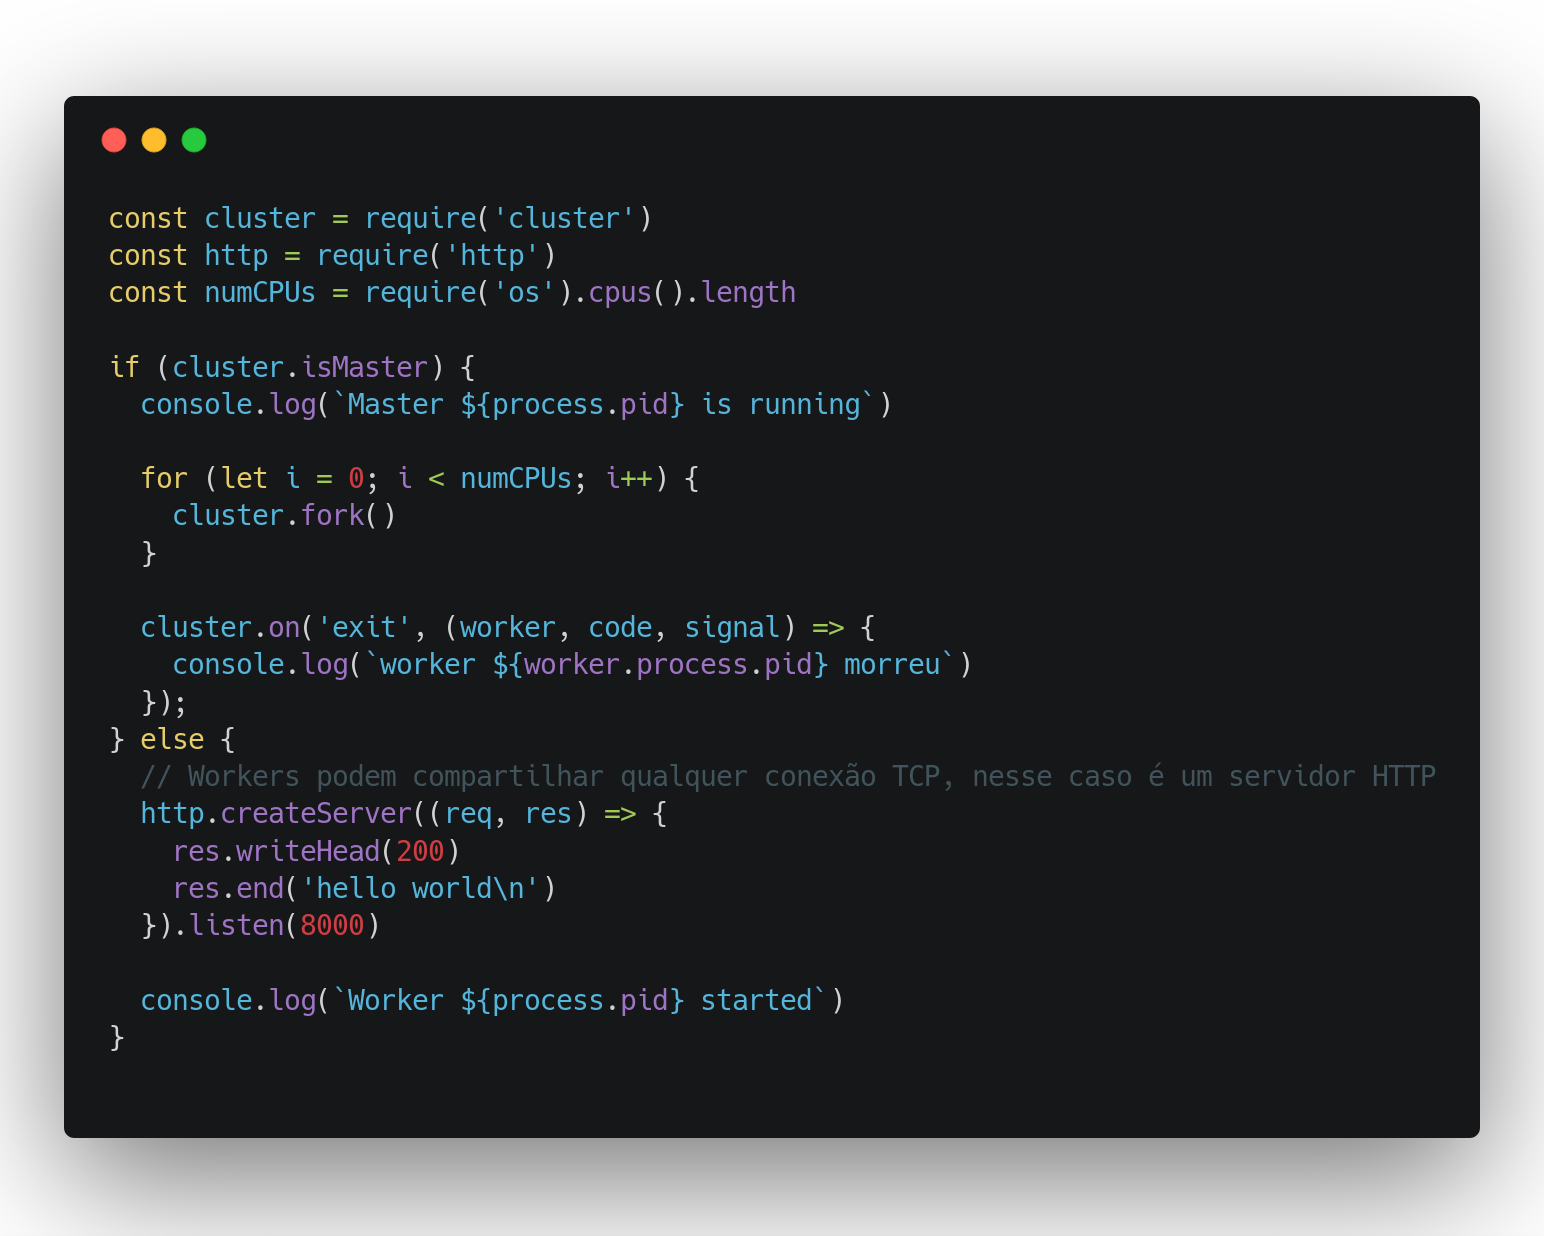 const cluster = require('cluster')
const http = require('http')
const numCPUs = require('os').cpus().length

if (cluster.isMaster) {
  console.log(`Master ${process.pid} is running`)

  for (let i = 0; i < numCPUs; i++) {
    cluster.fork()
  }

  cluster.on('exit', (worker, code, signal) => {
    console.log(`worker ${worker.process.pid} morreu`)
  });
} else {
  // Workers podem compartilhar qualquer conexão TCP, nesse caso é um servidor HTTP
  http.createServer((req, res) => {
    res.writeHead(200)
    res.end('hello world\n')
  }).listen(8000)

  console.log(`Worker ${process.pid} started`)
}